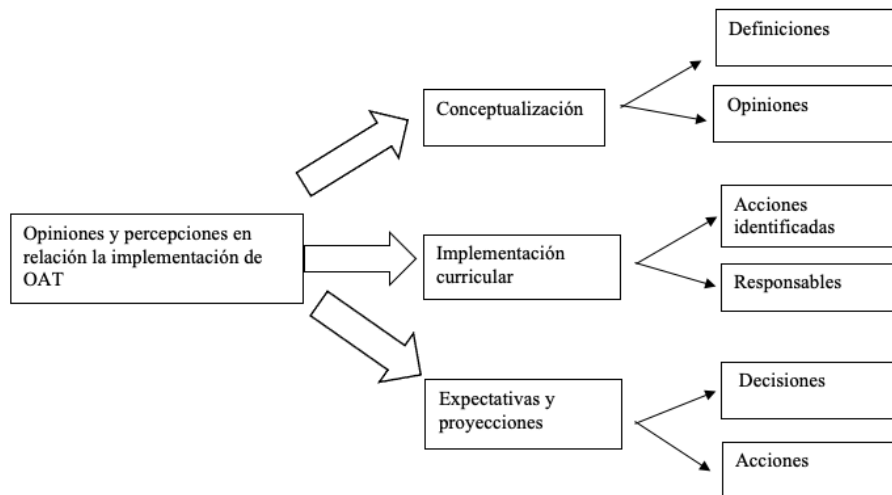 Opiniones y percepciones en
relación la implementación de
OAT
Conceptualización
Definiciones
Opiniones
Implementación
curricular
Acciones
identificadas
Responsables
Expectativas y
proyecciones
Decisiones
Acciones